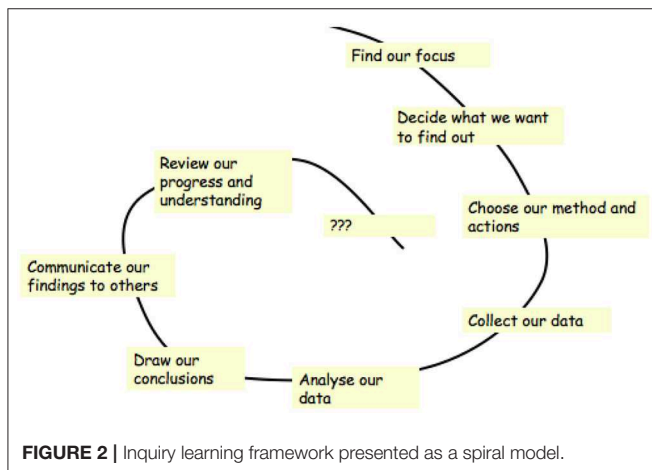 Find our focus
Decide what we want
to find out
Choose our method and
actions
Collect our data
Analyse our
data
Draw our
conclusions
Communicate our
findings to others
Review our
progress and
understanding
???
FIGURE 2 | Inquiry learning framework presented as a spiral model.